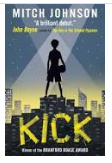 MITCH JOHNSON
'A brilliant debut.'
John Boyne
KICK
Winner of the BRANFORD BOASE AWARD